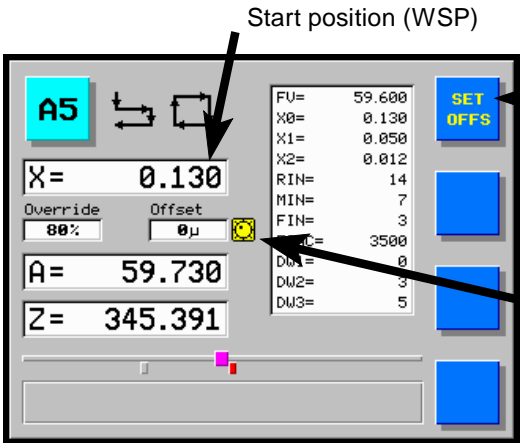 Start position (WSP)
A5
X= 0.130
Override Offset
80% 0µ
A= 59.730
Z= 345.391
FV= 59.600
X0= 0.130
X1= 0.050
X2= 0.012
RIN= 14
MIN= 7
FIN= 3
3500
DW1= 0
DW2= 3
DW3= 5
SET
OFFS